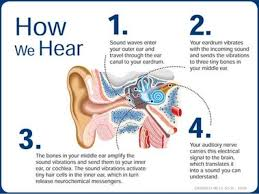 How
We Hear
1.
Sound waves enter
your outer ear and
travel through the ear
canal to your eardrum.
2.
Your eardrum vibrates
with the incoming sound
and sends the vibrations
to three tiny bones in
your middle ear.
3.
The bones in your middle ear amplify the
sound vibrations and send them to your inner
ear, or cochlea. The sound vibrations activate
tiny hair cells in the inner ear, which in turn
release neurochemical messengers.
4.
Your auditory nerve
carries this electrical
signal to the brain,
which translates it
into a sound you
can understand.